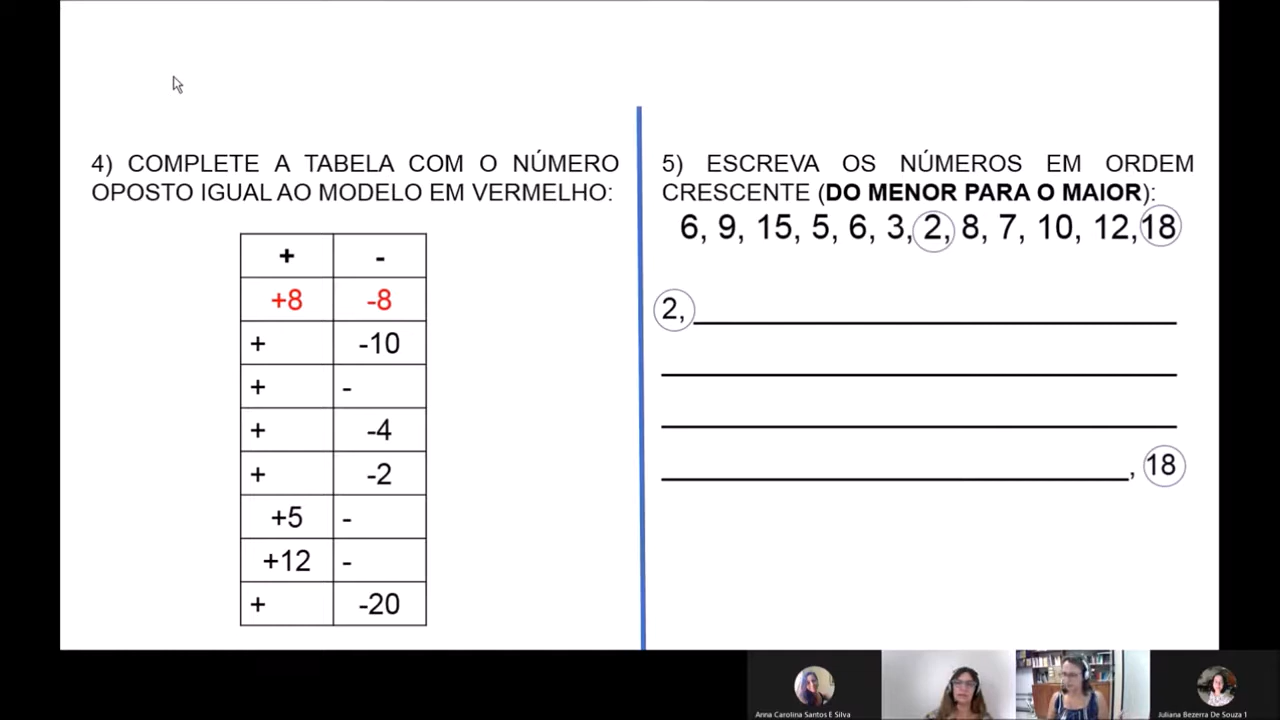 4) COMPLETE A TABELA COM O NÚMERO
OPOSTO IGUAL AO MODELO EM VERMELHO:
+ -
+8 -8
+ -10
+ -
+ -4
+ -2
+5 -
+12 -
+ -20
5) ESCREVA OS NÚMEROS EM ORDEM
CRESCENTE (DO MENOR PARA O MAIOR):
6, 9, 15, 5, 6, 3, 2, 8, 7, 10, 12, 18
2,
, 18
Anna Carolina Santos E Silva
Juliana Bezerra De Souza 1